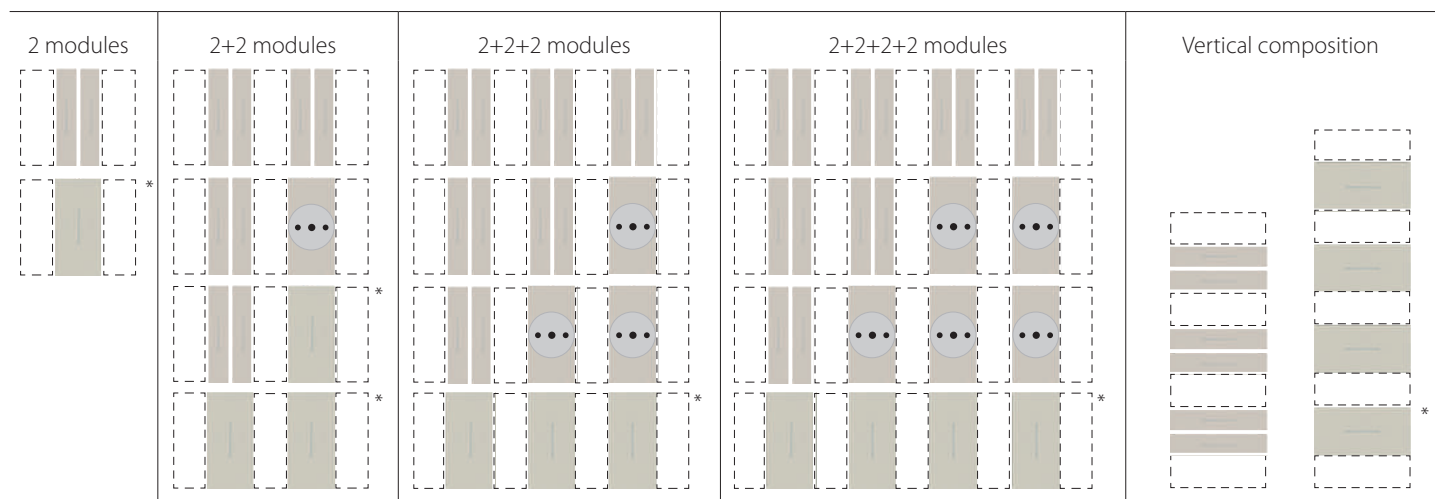 2 modules
2+2 modules
2+2+2 modules
2+2+2+2 modules
Vertical composition
*
*
*
*
*
*